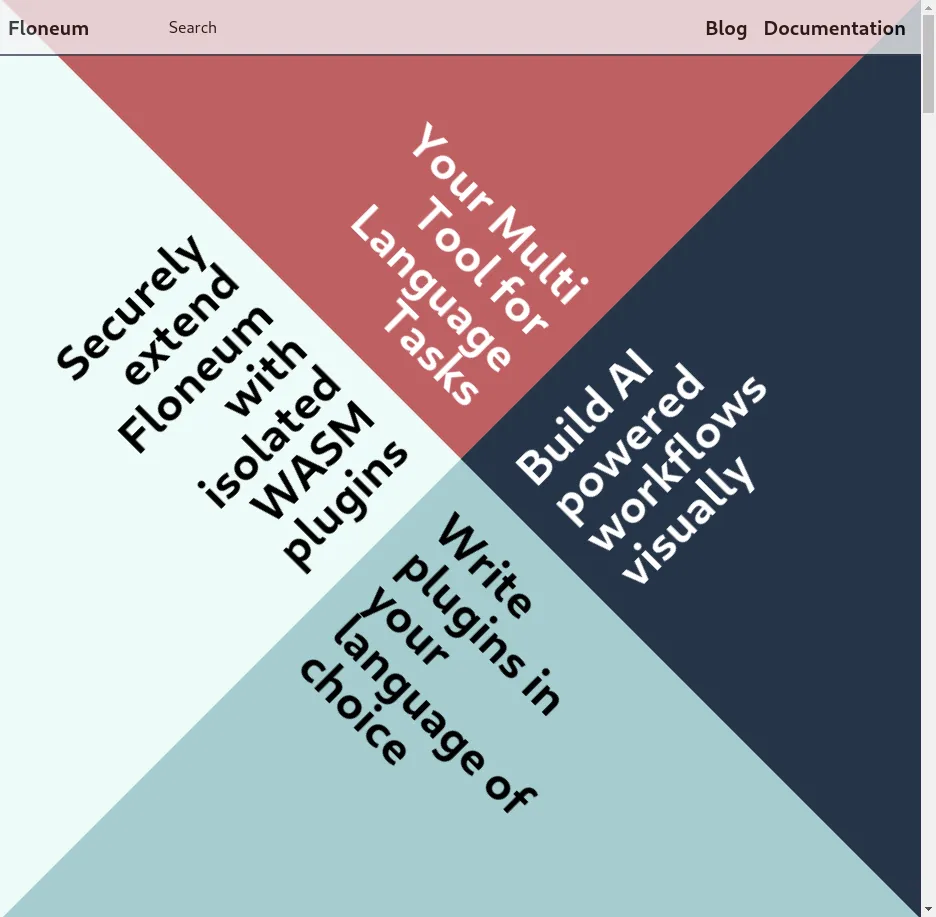 Floneum
Search
Blog
Documentation
Your Multi
Tool for
Language
Tasks
Securely
extend
Floneum
with
isolated
WASM
plugins
Build AI
powered
workflows
visually
Write
plugins in
your
language of
choice